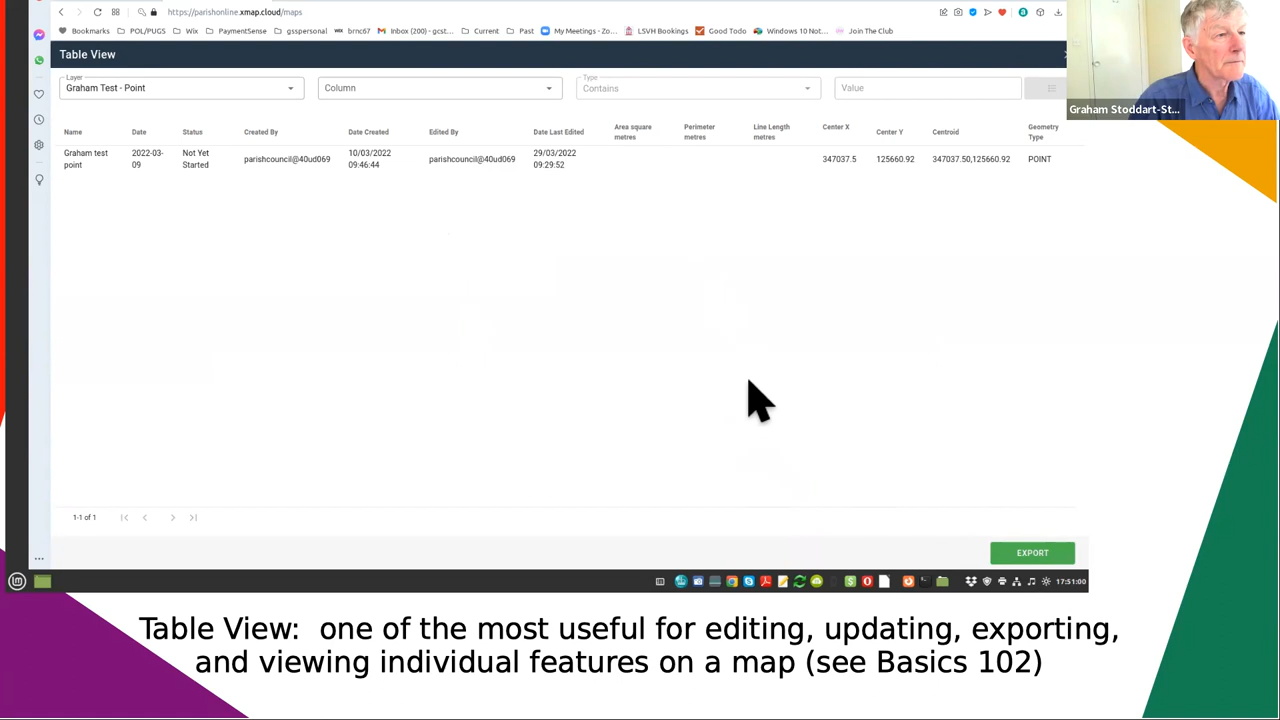 https://parishonline.xmap.cloud/maps
Bookmarks POL/PUGS Wix PaymentSense gsspersonal brnc67 Inbox (200) - gcst... Current Past My Meetings - Zo... LSVH Bookings Good Todo Windows 10 Not... Join The Club
Table View
Layer
Graham Test - Point Column
Type
Contains Value
Name Date Status Created By Date Created Edited By Date Last Edited Area square metres Perimeter metres Line Length metres Center X Center Y Centroid Geometry Type
Graham test point 2022-03-09 Not Yet Started parishcouncil@40ud069 10/03/2022 09:46:44 parishcouncil@40ud069 29/03/2022 09:29:52 347037.5 125660.92 347037.50,125660.92 POINT
1-1 of 1
EXPORT
17:51:00
Graham Stoddart-St...
Table View: one of the most useful for editing, updating, exporting,
and viewing individual features on a map (see Basics 102)